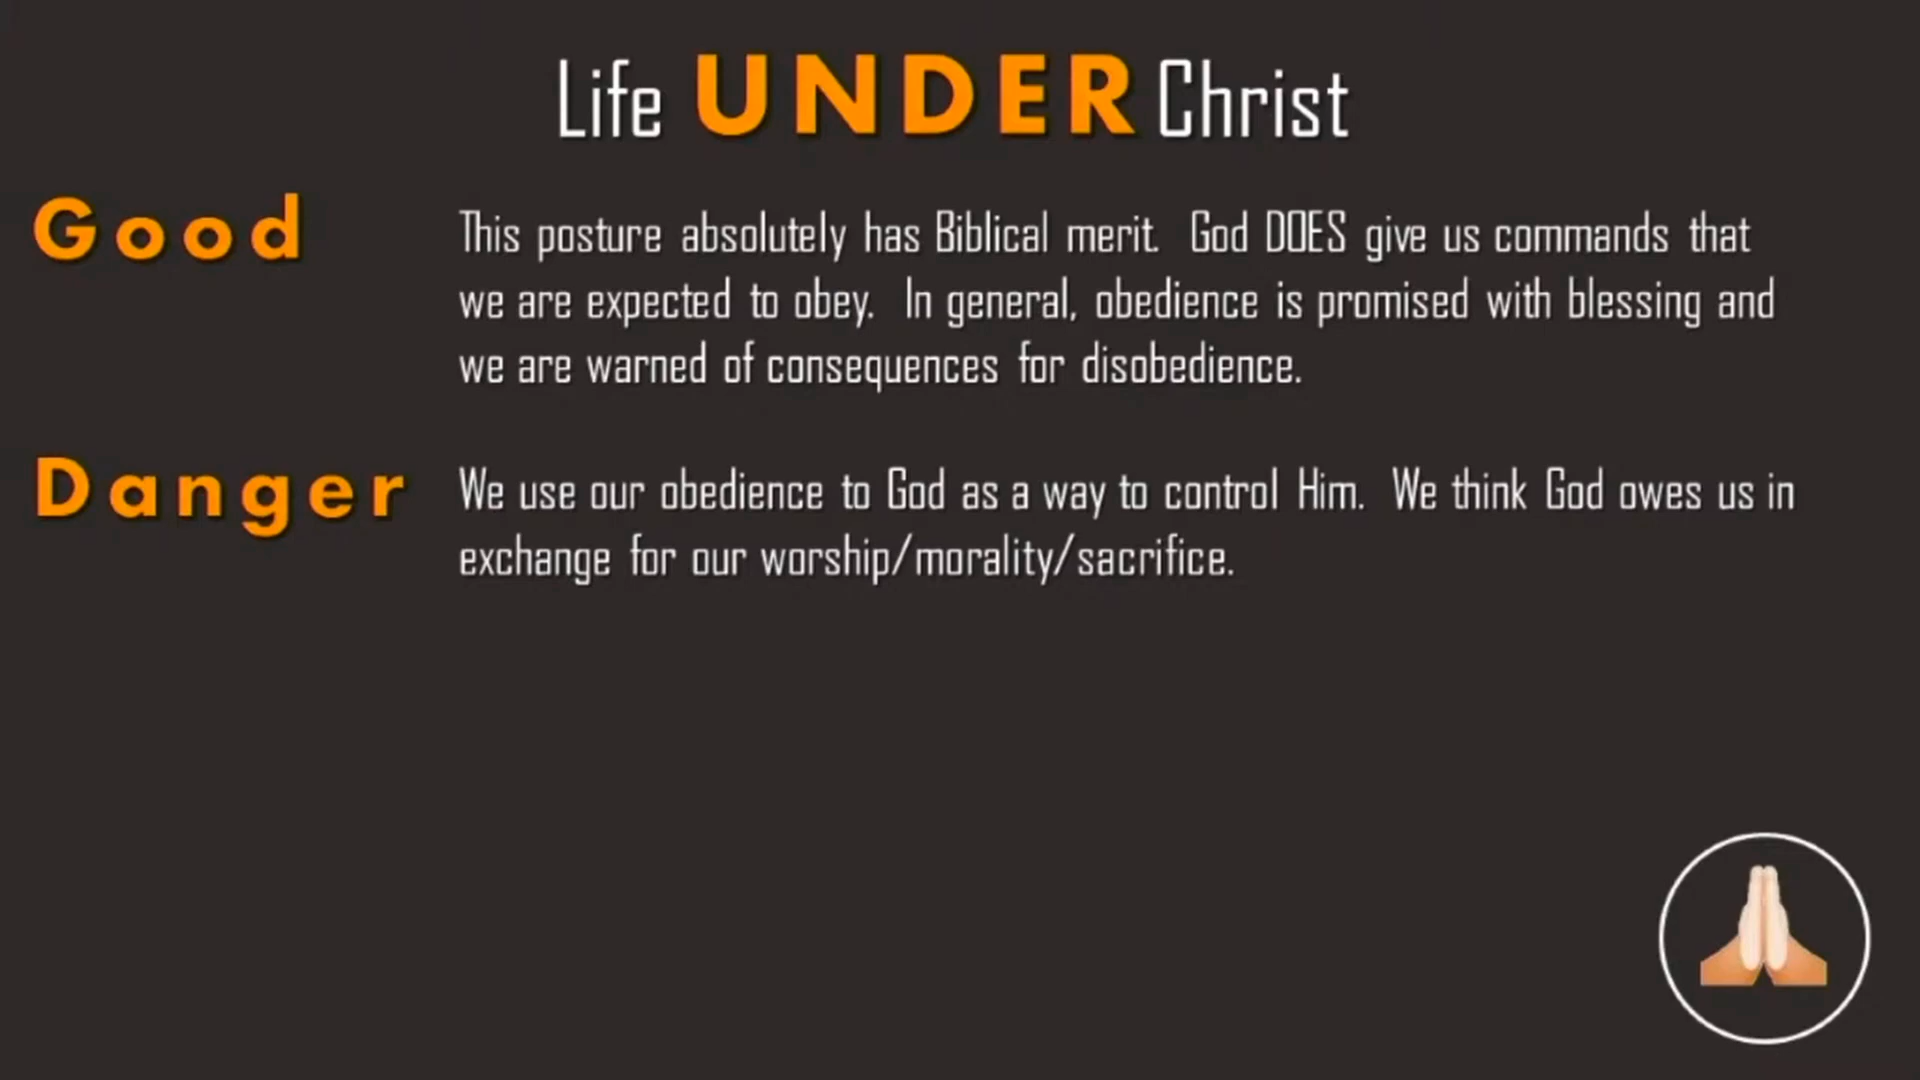 Life UNDER Christ
Good
This posture absolutely has Biblical merit.  God DOES give us commands that
we are expected to obey.  In general, obedience is promised with blessing and
we are warned of consequences for disobedience.
Danger
We use our obedience to God as a way to control Him.  We think God owes us in
exchange for our worship/morality/sacrifice.